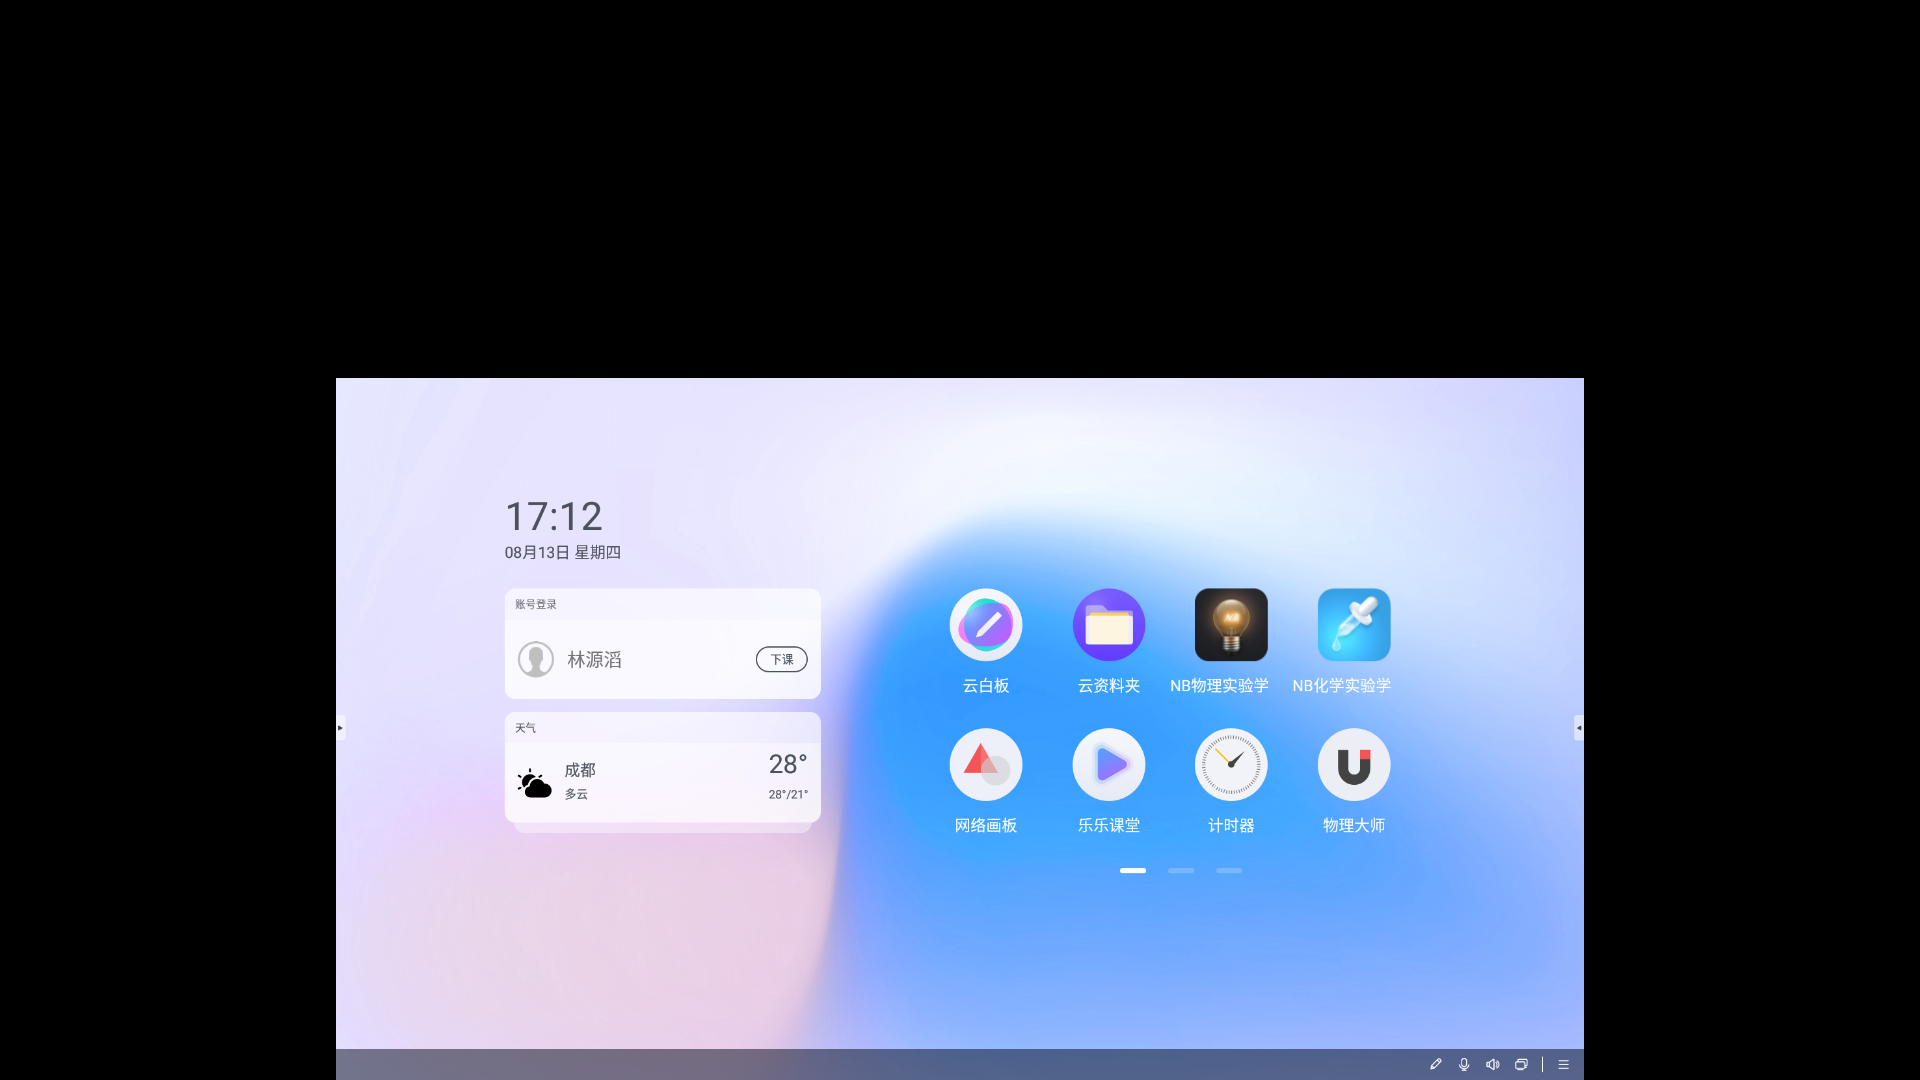 17:12
08月13日 星期四
账号登录
林源滔
下课
天气
成都
多云
28°
28°/21°
云白板
云资料夹
NB物理实验学
NB化学实验学
网络画板
乐乐课堂
计时器
物理大师